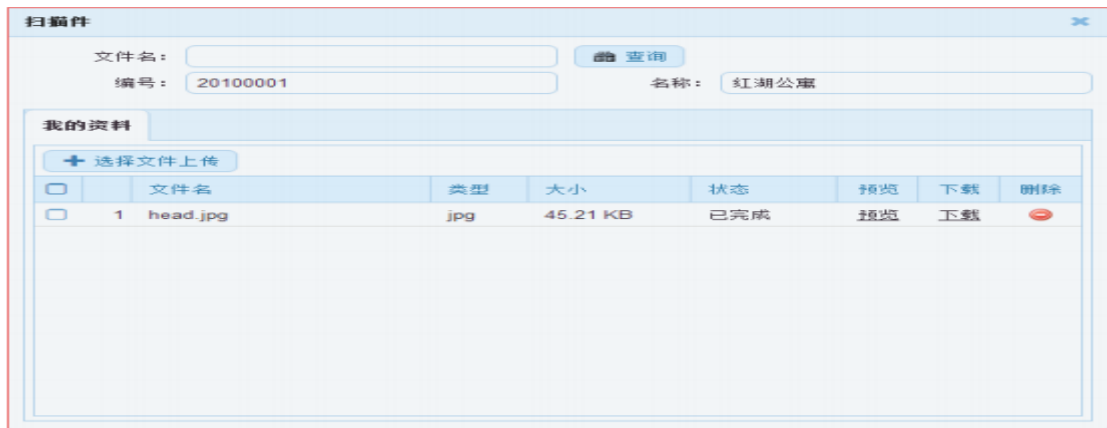 扫描件
文件名： 查询
编号： 20100001 名称： 红湖公寓
我的资料
选择文件上传
文件名 类型 大小 状态 预览 下载 删除
1 head.jpg jpg 45.21 KB 已完成 预览 下载